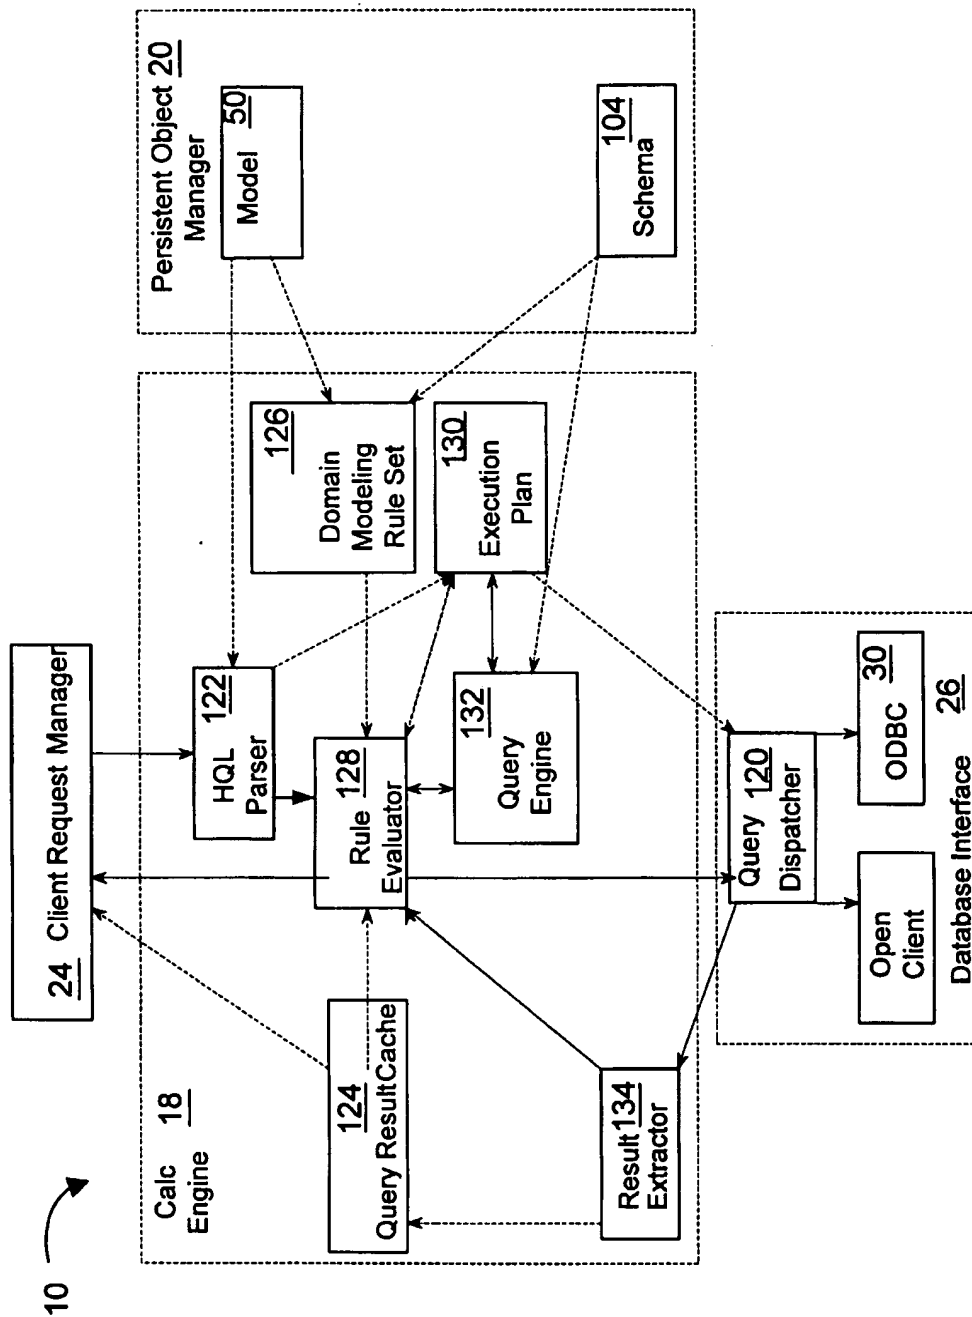 10
24 Client Request Manager
Calc
Engine 18
Persistent Object 20
Manager
HQL 122
Parser
Model 50
124
Query ResultCache
Rule 128
Evaluator
126
Domain
Modeling
Rule Set
132
Query
Engine
130
Execution
Plan
Result 134
Extractor
104
Schema
Query 120
Dispatcher
Open
Client
ODBC 30
Database Interface 26